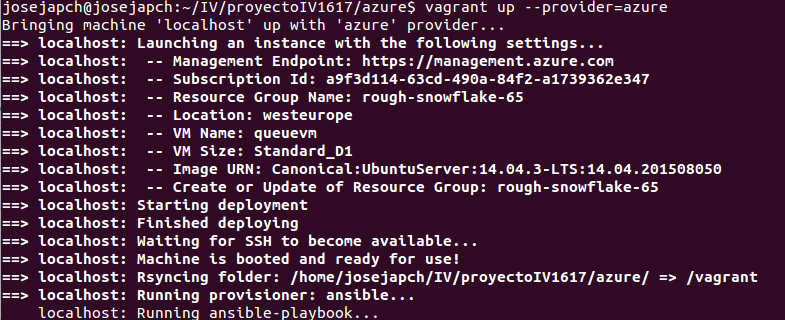 josejapch@josejapch:~/IV/proyectoIV1617/azure$ vagrant up --provider=azure
Bringing machine 'localhost' up with 'azure' provider...
==> localhost: Launching an instance with the following settings...
==> localhost:  -- Management Endpoint: https://management.azure.com
==> localhost:  -- Subscription Id: a9f3d114-63cd-490a-84f2-a1739362e347
==> localhost:  -- Resource Group Name: rough-snowflake-65
==> localhost:  -- Location: westeurope
==> localhost:  -- VM Name: queuevm
==> localhost:  -- VM Size: Standard_D1
==> localhost:  -- Image URN: Canonical:UbuntuServer:14.04.3-LTS:14.04.201508050
==> localhost:  -- Create or Update of Resource Group: rough-snowflake-65
==> localhost: Starting deployment
==> localhost: Finished deploying
==> localhost: Waiting for SSH to become available...
==> localhost: Machine is booted and ready for use!
==> localhost: Rsyncing folder: /home/josejapch/IV/proyectoIV1617/azure/ => /vagrant
==> localhost: Running provisioner: ansible...
    localhost: Running ansible-playbook...